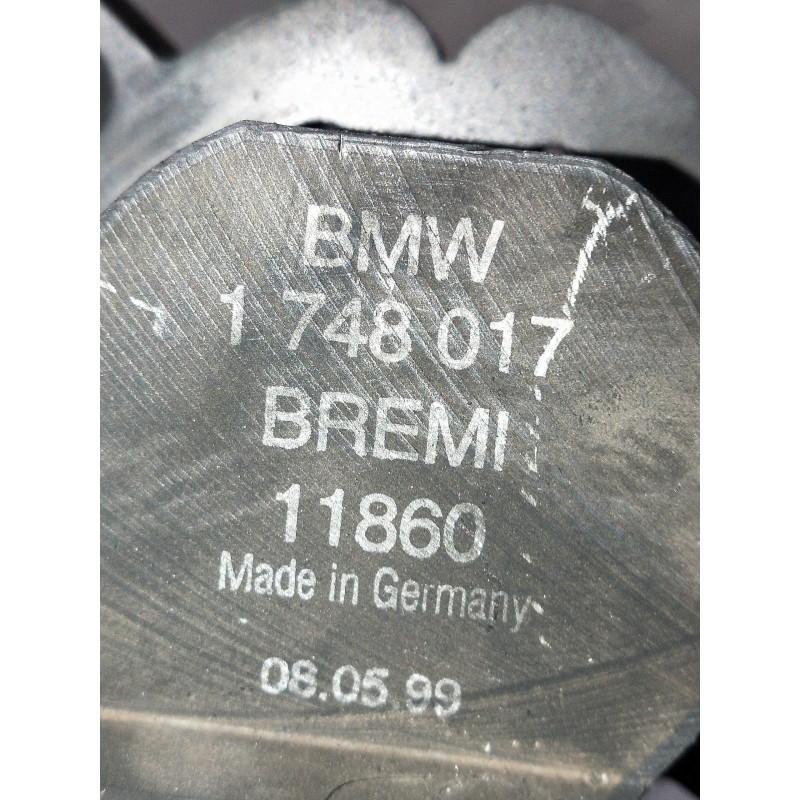 BMW
1 748 017
BREMI
11860
Made in Germany
08.05.99